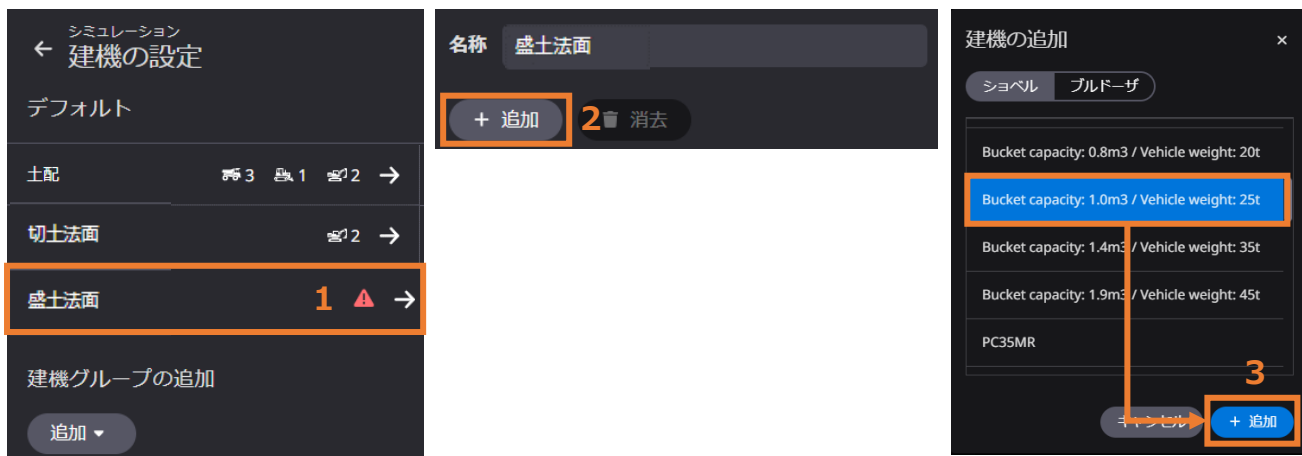 シミュレーション
← 建機の設定
デフォルト
土配 3 1 2 →
切土法面 2 →
盛土法面 1 →
建機グループの追加
追加
名称 盛土法面
+ 追加 2 消去
建機の追加 ×
ショベル ブルドーザ
Bucket capacity: 0.8m3 / Vehicle weight: 20t
Bucket capacity: 1.0m3 / Vehicle weight: 25t
Bucket capacity: 1.4m3 / Vehicle weight: 35t
Bucket capacity: 1.9m3 / Vehicle weight: 45t
PC35MR
3
キャンセル + 追加